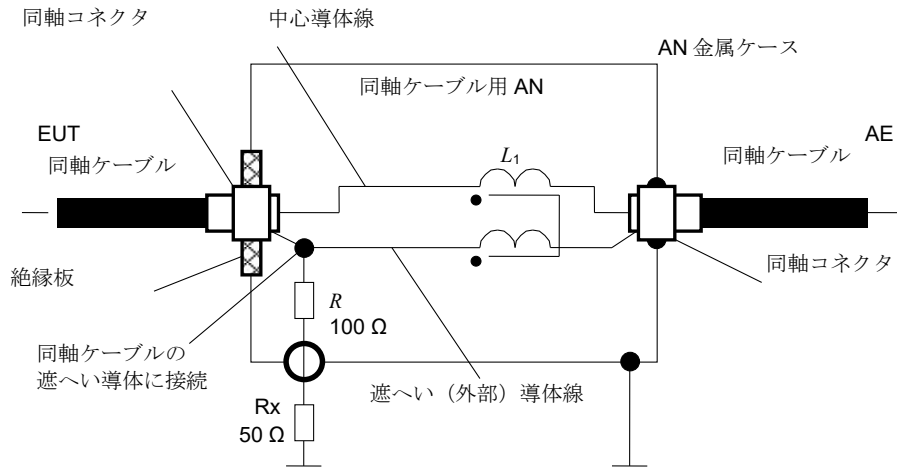 同軸コネクタ
中心導体線
AN 金属ケース
同軸ケーブル用 AN
EUT
同軸ケーブル
L1
AE
同軸ケーブル
絶縁板
同軸コネクタ
R
100 Ω
同軸ケーブルの
遮へい導体に接続
遮へい（外部）導体線
Rx
50 Ω